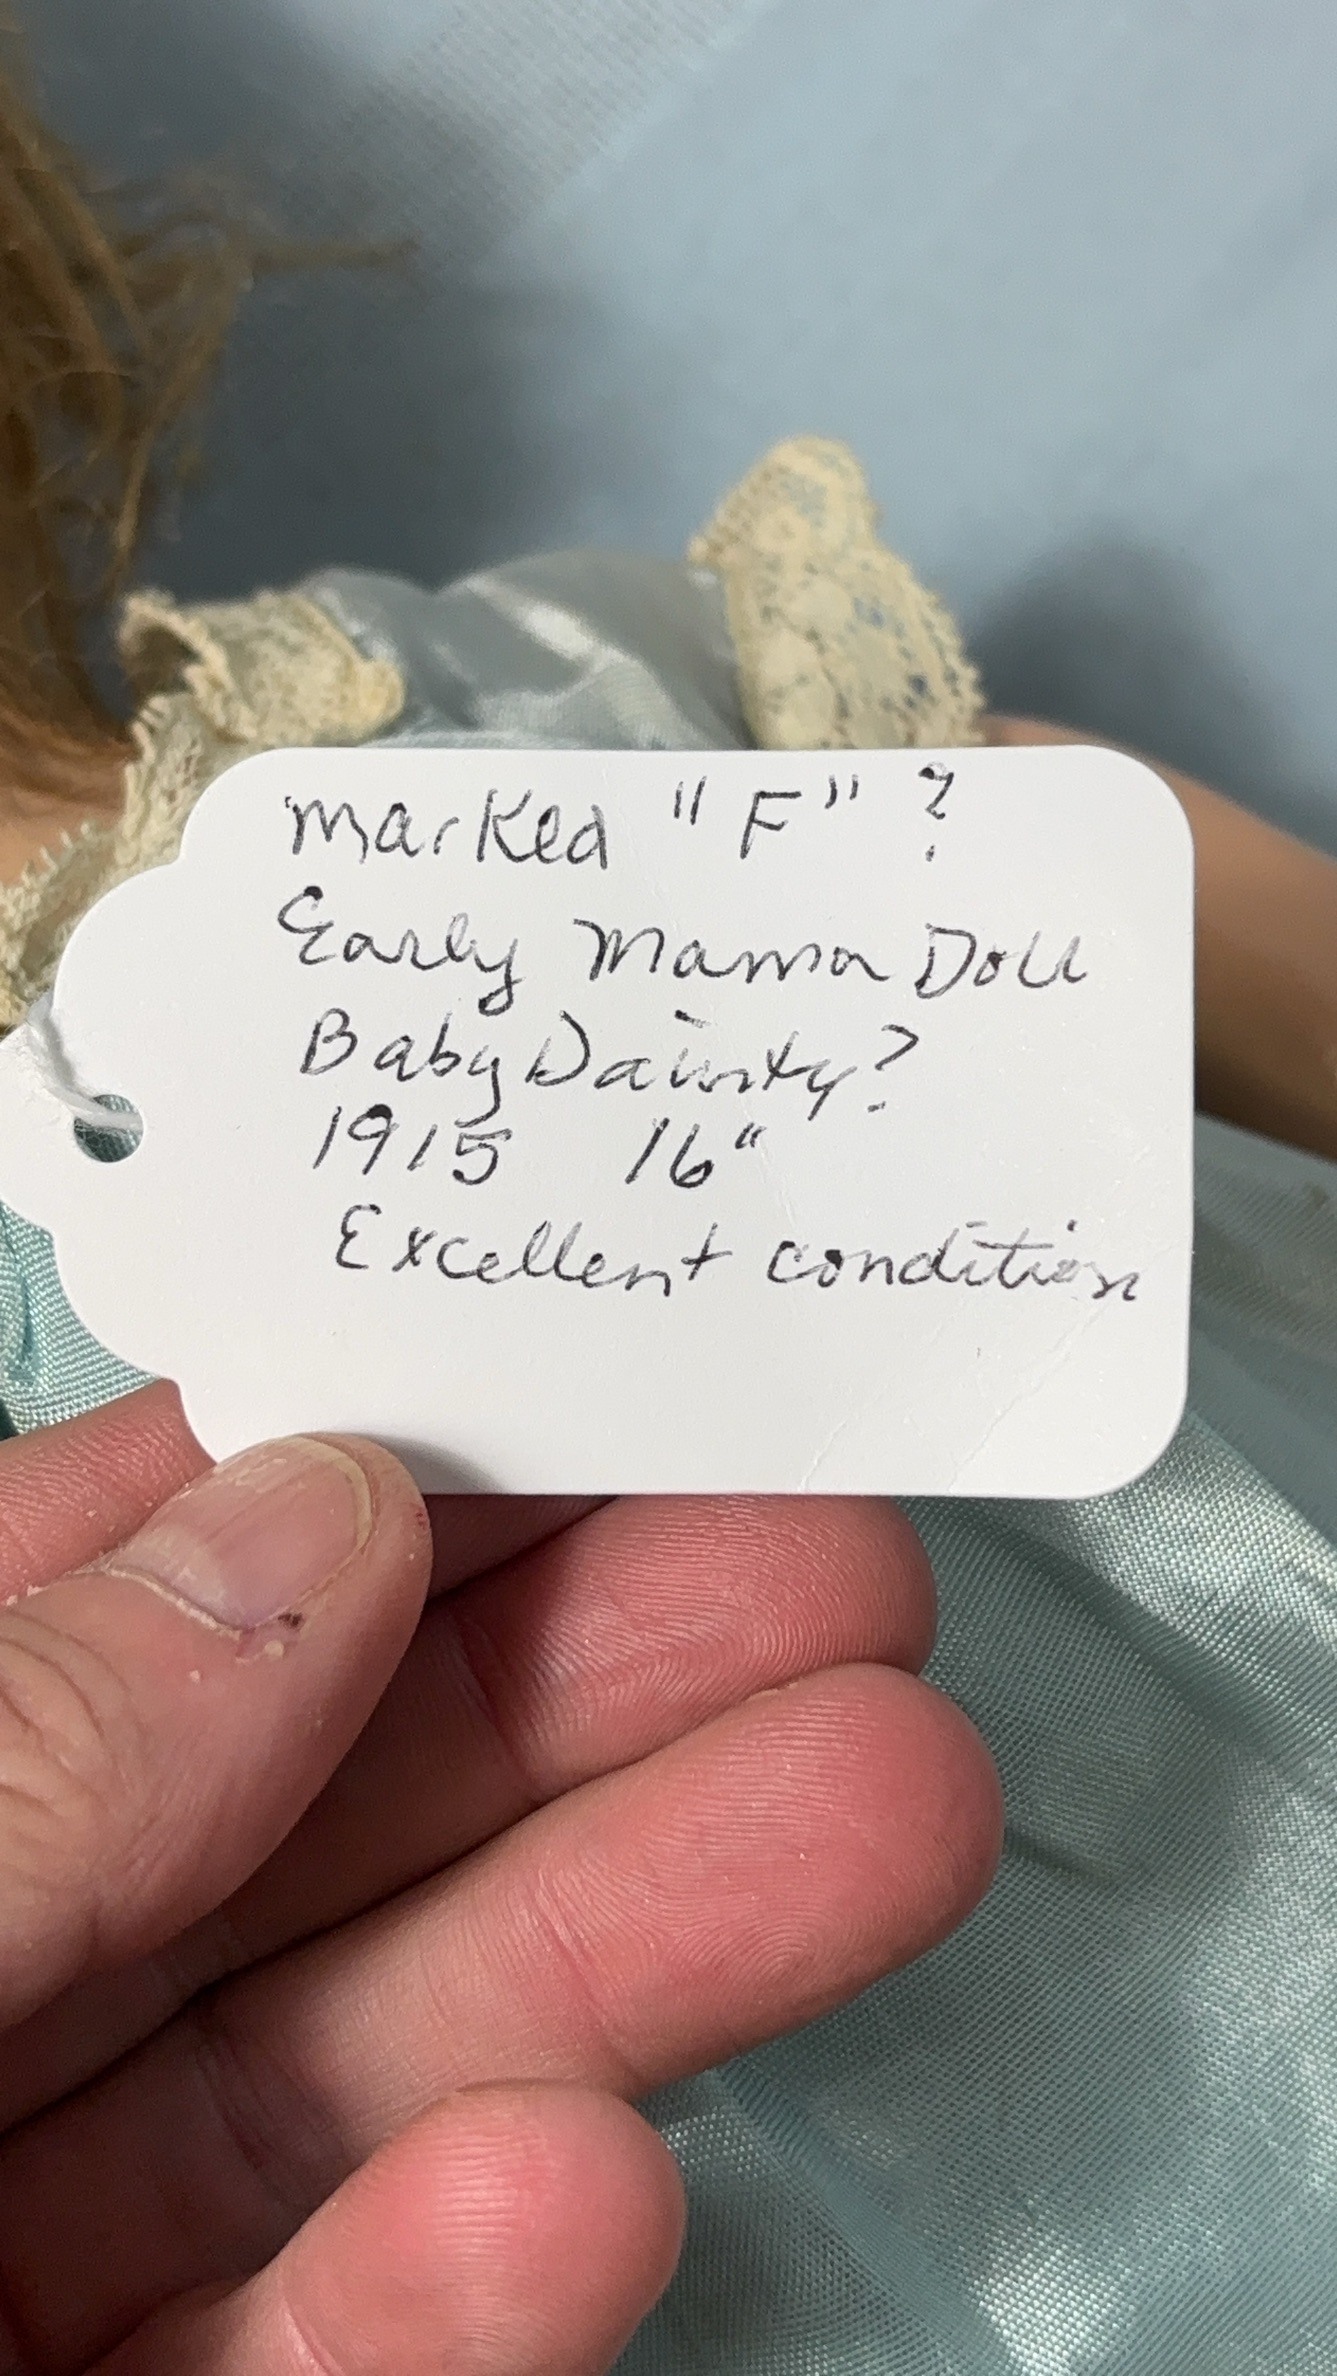 Marked "F" ?
Early Mama Doll
Baby Dainty?
1915 16"
Excellent condition